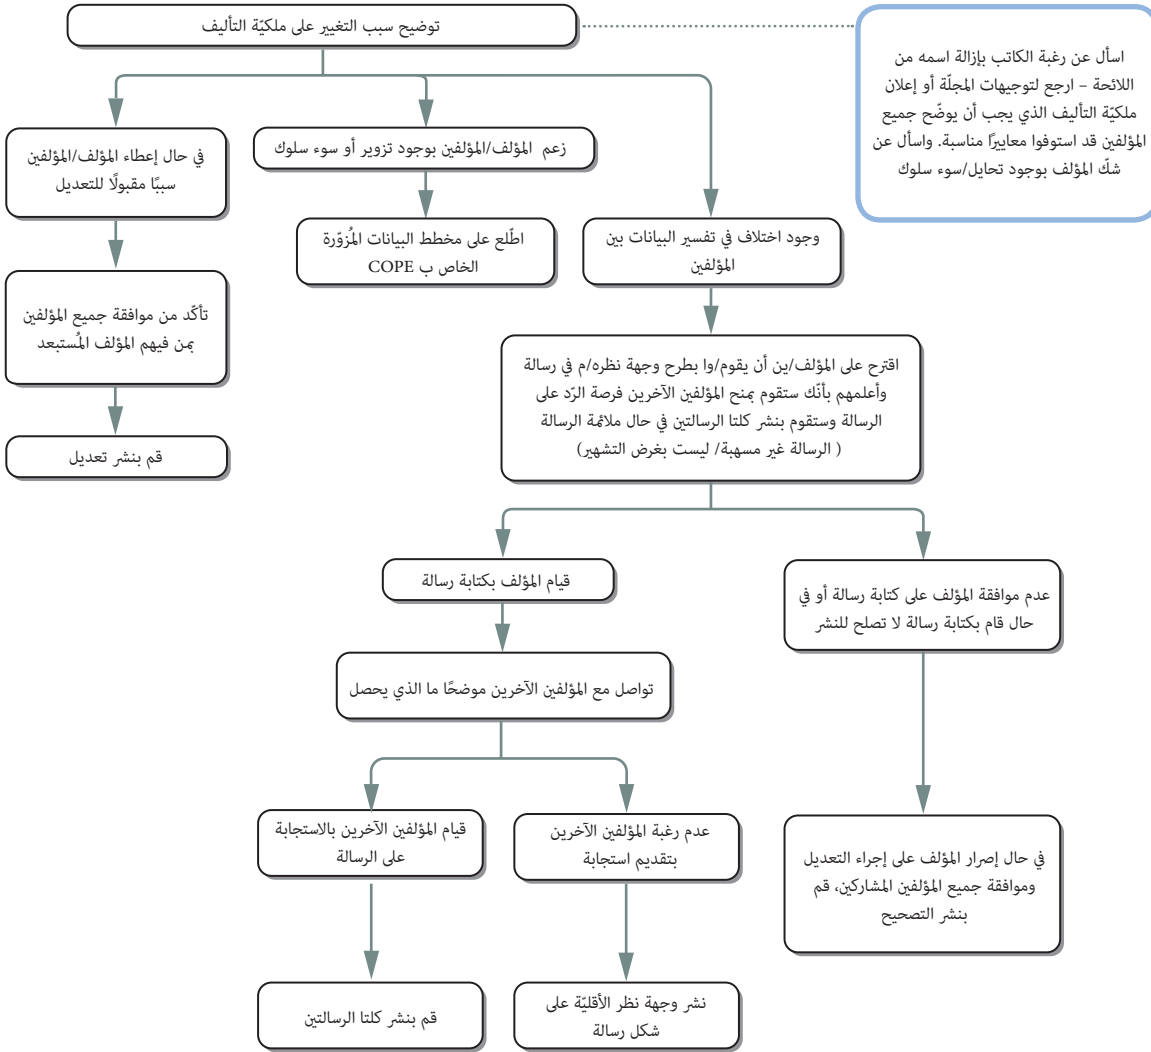 توضيح سبب التغيير على ملكيّة التأليف
اسأل عن رغبة الكاتب بإزالة اسمه من
اللائحة – ارجع لتوجيهات المجلّة أو إعلان
ملكيّة التأليف الذي يجب أن يوضّح جميع
المؤلفين قد استوفوا معاييرًا مناسبة. واسأل عن
شكّ المؤلف بوجود تحايل/سوء سلوك
وجود اختلاف في تفسير البيانات بين
المؤلفين
زعم المؤلف/المؤلفين بوجود تزوير أو سوء سلوك
في حال إعطاء المؤلف/المؤلفين
سببًا مقبولًا للتعديل
اطّلع على مخطط البيانات المُزوّرة
الخاص ب COPE
تأكّد من موافقة جميع المؤلفين
بمن فيهم المؤلف المُستبعد
قم بنشر تعديل
اقترح على المؤلف/ين أن يقوم/وا بطرح وجهة نظره/م في رسالة
وأعلمهم بأنّك ستقوم بمنح المؤلفين الآخرين فرصة الرّد على
الرسالة وستقوم بنشر كلتا الرسالتين في حال ملائمة الرسالة
( الرسالة غير مسهبة/ ليست بغرض التشهير)
عدم موافقة المؤلف على كتابة رسالة أو في
حال قام بكتابة رسالة لا تصلح للنشر
قيام المؤلف بكتابة رسالة
تواصل مع المؤلفين الآخرين موضحًا ما الذي يحصل
في حال إصرار المؤلف على إجراء التعديل
وموافقة جميع المؤلفين المشاركين، قم
بنشر التصحيح
عدم رغبة المؤلفين الآخرين
بتقديم استجابة
قيام المؤلفين الآخرين بالاستجابة
على الرسالة
نشر وجهة نظر الأقليّة على
شكل رسالة
قم بنشر كلتا الرسالتين